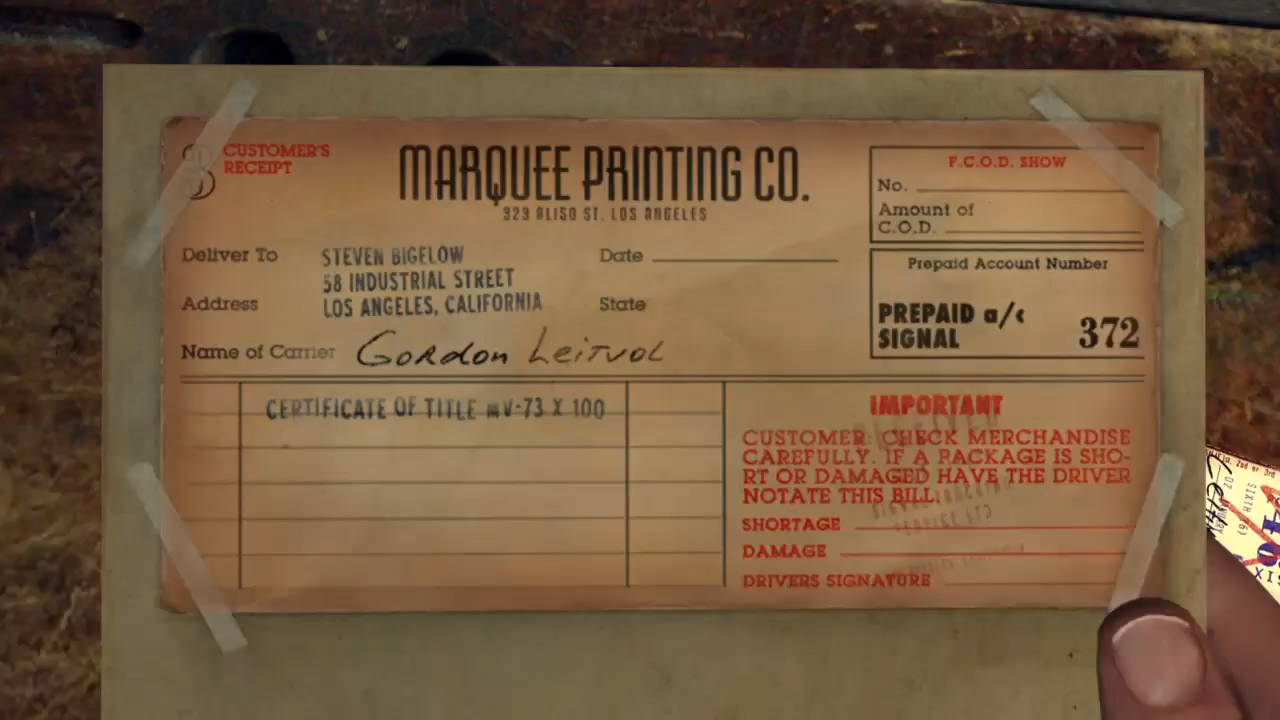 CUSTOMER'S
RECEIPT
MARQUEE PRINTING CO.
929 ALISO ST. LOS ANGELES
F.C.O.D. SHOW
No.
Amount of
C.O.D.
Deliver To STEVEN BIGELOW
58 INDUSTRIAL STREET
Address LOS ANGELES, CALIFORNIA
Date
State
Name of Carrier Gordon Leitvol
Prepaid Account Number
PREPAID a/c
SIGNAL 372
CERTIFICATE OF TITLE mV-73 X 100
IMPORTANT
CUSTOMER: CHECK MERCHANDISE
CAREFULLY. IF A PACKAGE IS SHO-
RT OR DAMAGED HAVE THE DRIVER
NOTATE THIS BILL.
SHORTAGE
DAMAGE
DRIVERS SIGNATURE